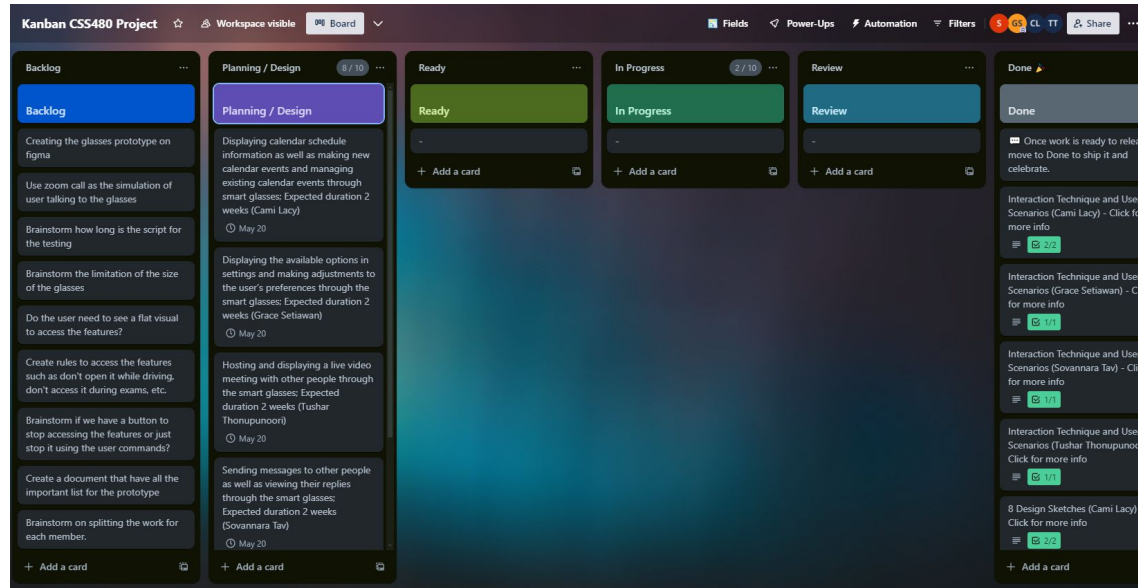 Kanban CSS480 Project
Workspace visible
Board
Fields
Power-Ups
Automation
Filters
S
GS
CL
TT
Share
Backlog
Backlog
Creating the glasses prototype on
figma
Use zoom call as the simulation of
user talking to the glasses
Brainstorm how long is the script for
the testing
Brainstorm the limitation of the size
of the glasses
Do the user need to see a flat visual
to access the features?
Create rules to access the features
such as don't open it while driving,
don't access it during exams, etc.
Brainstorm if we have a button to
stop accessing the features or just
stop it using the user commands?
Create a document that have all the
important list for the prototype
Brainstorm on splitting the work for
each member.
+ Add a card
Planning / Design
8 / 10
Planning / Design
Displaying calendar schedule
information as well as making new
calendar events and managing
existing calendar events through
smart glasses; Expected duration 2
weeks (Cami Lacy)
May 20
Displaying the available options in
settings and making adjustments to
the user's preferences through the
smart glasses; Expected duration 2
weeks (Grace Setiawan)
May 20
Hosting and displaying a live video
meeting with other people through
the smart glasses; Expected
duration 2 weeks (Tushar
Thonupunoori)
May 20
Sending messages to other people
as well as viewing their replies
through the smart glasses;
Expected duration 2 weeks
(Sovannara Tav)
May 20
+ Add a card
Ready
Ready
-
+ Add a card
In Progress
2 / 10
In Progress
-
+ Add a card
Review
Review
-
+ Add a card
Done 🎉
Done
Once work is ready to relea
move to Done to ship it and
celebrate.
Interaction Technique and Use
Scenarios (Cami Lacy) - Click fo
more info
2/2
Interaction Technique and Use
Scenarios (Grace Setiawan) - C
for more info
1/1
Interaction Technique and Use
Scenarios (Sovannara Tav) - Cli
for more info
1/1
Interaction Technique and Use
Scenarios (Tushar Thonupunoo
Click for more info
1/1
8 Design Sketches (Cami Lacy)
Click for more info
2/2
+ Add a card